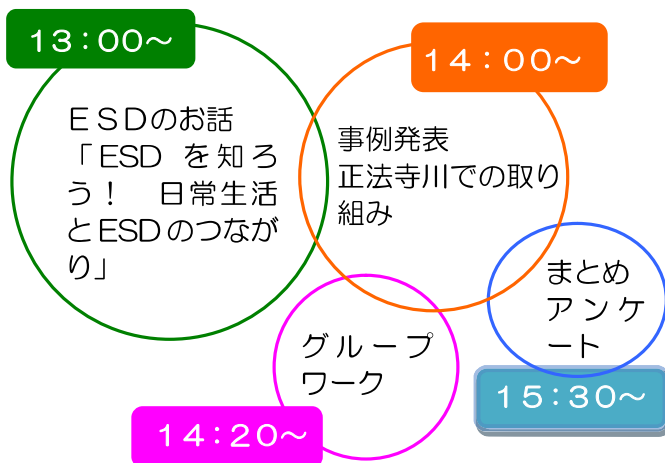 13：00～
ＥＳＤのお話
「ESD を知ろ
う！　日常生活
とESDのつなが
り」
14：00～
事例発表
正法寺川での取り
組み
14：20～
グループ
ワーク
15：30～
まとめ
アンケ
ート